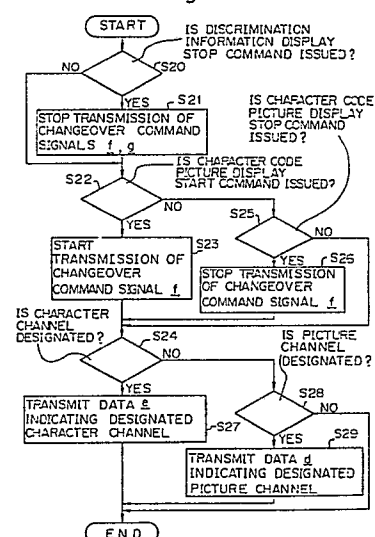 START
IS DISCRIMINATION
INFORMATION DISPLAY
STOP COMMAND ISSUED?
S20
NO
YES
S21
STOP TRANSMISSION OF
CHANGEOVER COMMAND
SIGNALS f, g
IS CHARACTER CODE
PICTURE DISPLAY
STOP COMMAND
ISSUED?
IS CHARACTER CODE
PICTURE DISPLAY
START COMMAND ISSUED?
S22
NO
YES
S25
NO
YES
S23
START
TRANSMISSION OF
CHANGEOVER
COMMAND SIGNAL f
S26
STOP TRANSMISSION
OF CHANGEOVER
COMMAND SIGNAL f
IS CHARACTER
CHANNEL
DESIGNATED?
S24
NO
YES
IS PICTURE
CHANNEL
DESIGNATED?
S28
NO
YES
TRANSMIT DATA e
INDICATING DESIGNATED
CHARACTER CHANNEL
S27
S29
TRANSMIT DATA d
INDICATING DESIGNATED
PICTURE CHANNEL
END